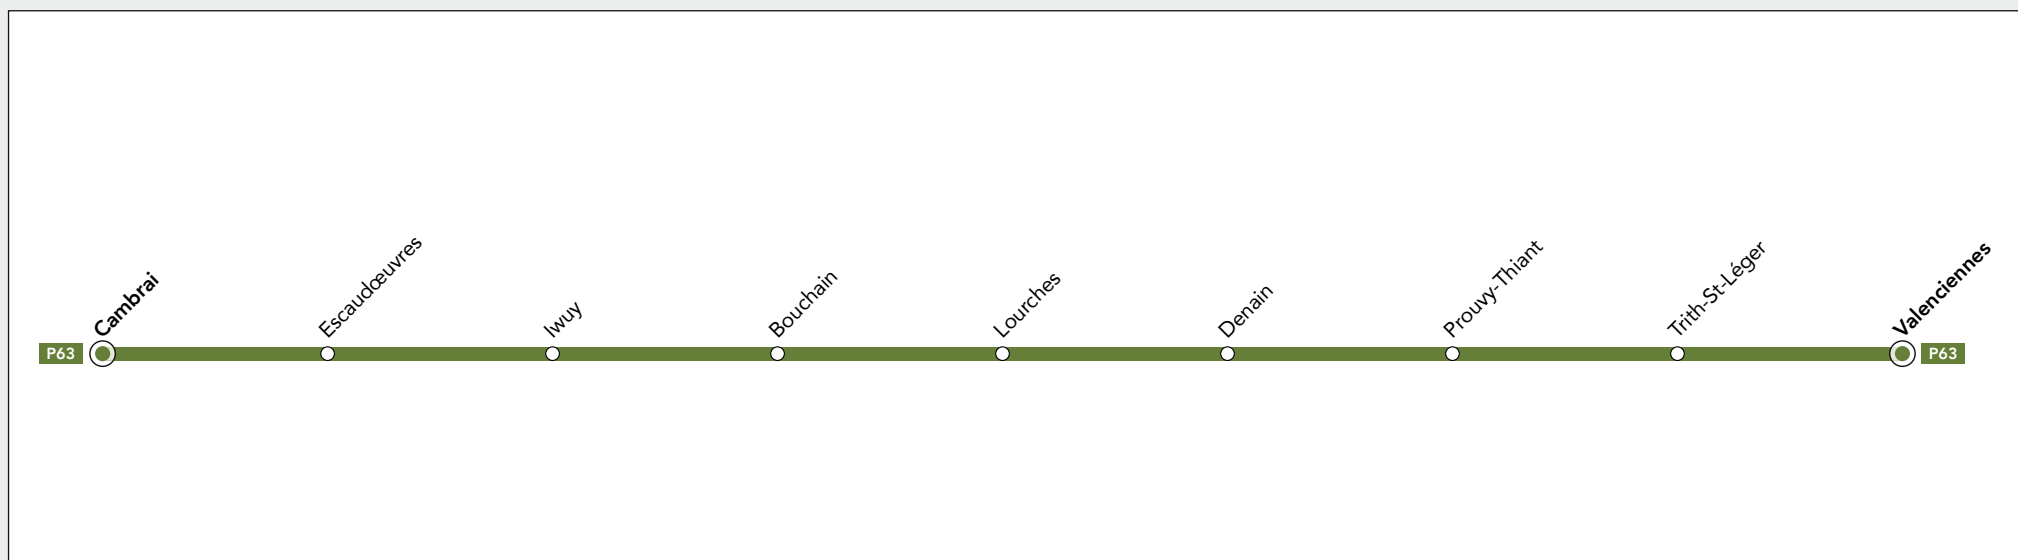 P63
Cambrai
Escaudœuvres
Iwuy
Bouchain
Lourches
Denain
Prouvy-Thiant
Trith-St-Léger
Valenciennes
P63